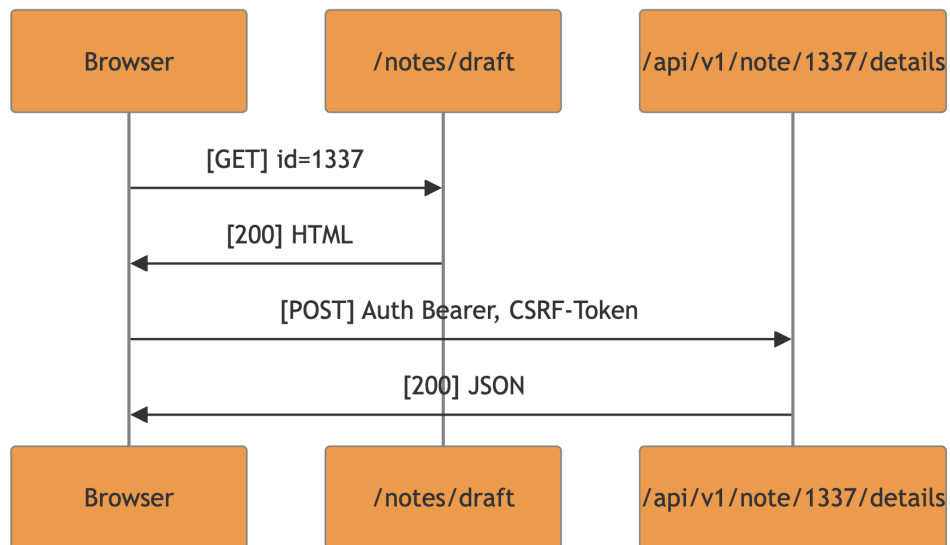 Browser
/notes/draft
/api/v1/note/1337/details
[GET] id=1337
[200] HTML
[POST] Auth Bearer, CSRF-Token
[200] JSON
Browser
/notes/draft
/api/v1/note/1337/details